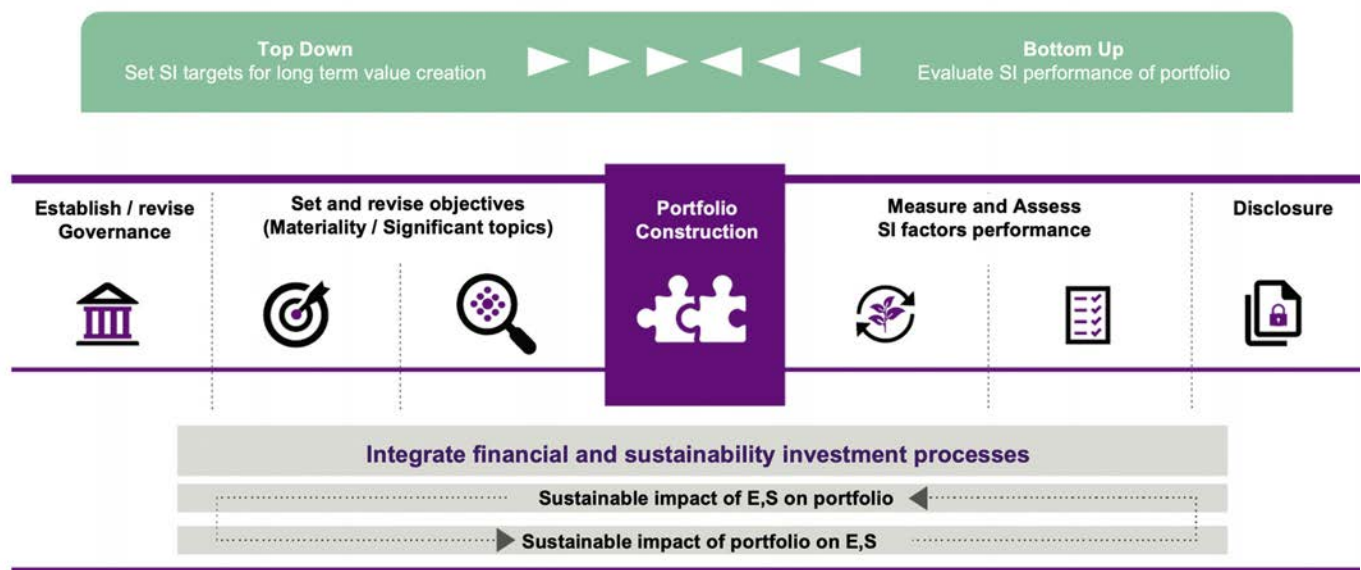 Top Down
Set SI targets for long term value creation
Bottom Up
Evaluate SI performance of portfolio
Establish / revise
Governance
Set and revise objectives
(Materiality / Significant topics)
Portfolio
Construction
Measure and Assess
SI factors performance
Disclosure
Integrate financial and sustainability investment processes
Sustainable impact of E,S on portfolio
Sustainable impact of portfolio on E,S